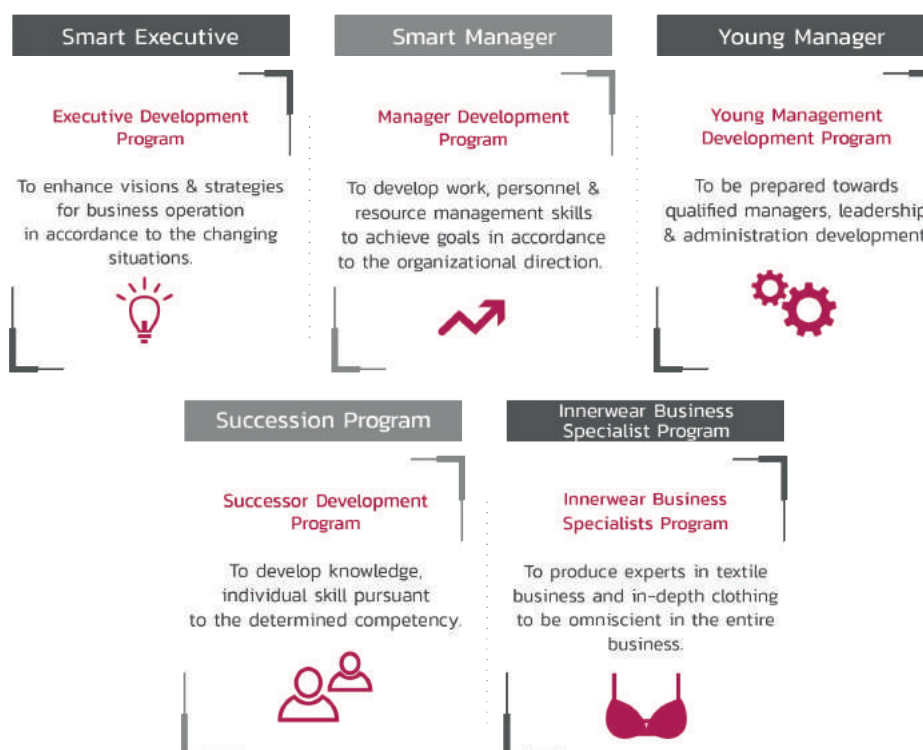 Smart Executive
Executive Development
Program
To enhance visions & strategies
for business operation
in accordance to the changing
situations.
Smart Manager
Manager Development
Program
To develop work, personnel &
resource management skills
to achieve goals in accordance
to the organizational direction.
Young Manager
Young Management
Development Program
To be prepared towards
qualified managers, leadership
& administration development
Succession Program
Successor Development
Program
To develop knowledge,
individual skill pursuant
to the determined competency.
Innerwear Business
Specialist Program
Innerwear Business
Specialists Program
To produce experts in textile
business and in-depth clothing
to be omniscient in the entire
business.